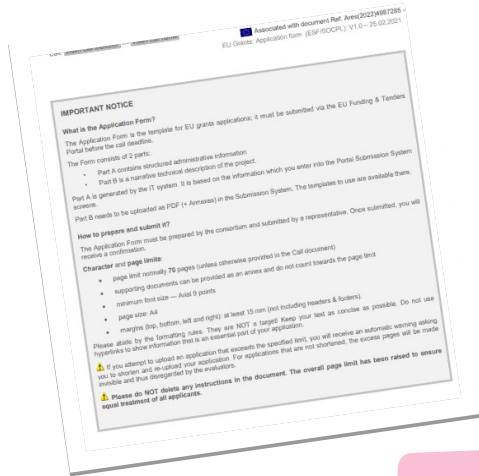 Associated with document Ref. Ares(2022)4987285 -
EU Grants: Application form (ESF/SOCPL): V1.0 – 25.02.2021
IMPORTANT NOTICE
What is the Application Form?
The Application Form is the template for EU grants applications; it must be submitted via the EU Funding & Tenders
Portal before the call deadline.
The Form consists of 2 parts:
• Part A contains structured administrative information
• Part B is a narrative technical description of the project.
Part A is generated by the IT system. It is based on the information which you enter into the Portal Submission System
screens.
Part B needs to be uploaded as PDF (+ Annexes) in the Submission System. The templates to use are available there.
How to prepare and submit it?
The Application Form must be prepared by the consortium and submitted by a representative. Once submitted, you will
receive a confirmation.
Character and page limits:
• page limit normally 70 pages (unless otherwise provided in the Call document)
• supporting documents can be provided as an annex and do not count towards the page limit
• minimum font size — Arial 9 points
• page size: A4
• margins (top, bottom, left and right): at least 15 mm (not including headers & footers).
Please abide by the formatting rules. They are NOT a target! Keep your text as concise as possible. Do not use
hyperlinks to show information that is an essential part of your application.
⚠ If you attempt to upload an application that exceeds the specified limit, you will receive an automatic warning asking
you to shorten and re-upload your application. For applications that are not shortened, the excess pages will be made
invisible and thus disregarded by the evaluators.
⚠ Please do NOT delete any instructions in the document. The overall page limit has been raised to ensure
equal treatment of all applicants.